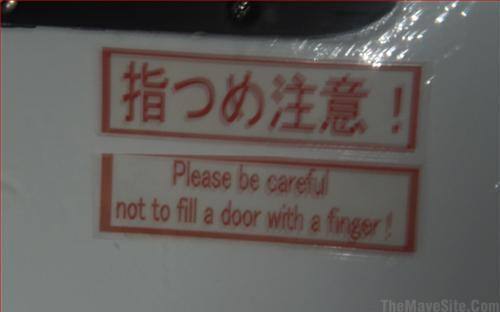 指つめ注意！
Please be careful
not to fill a door with a finger!
TheMaveSite.Com